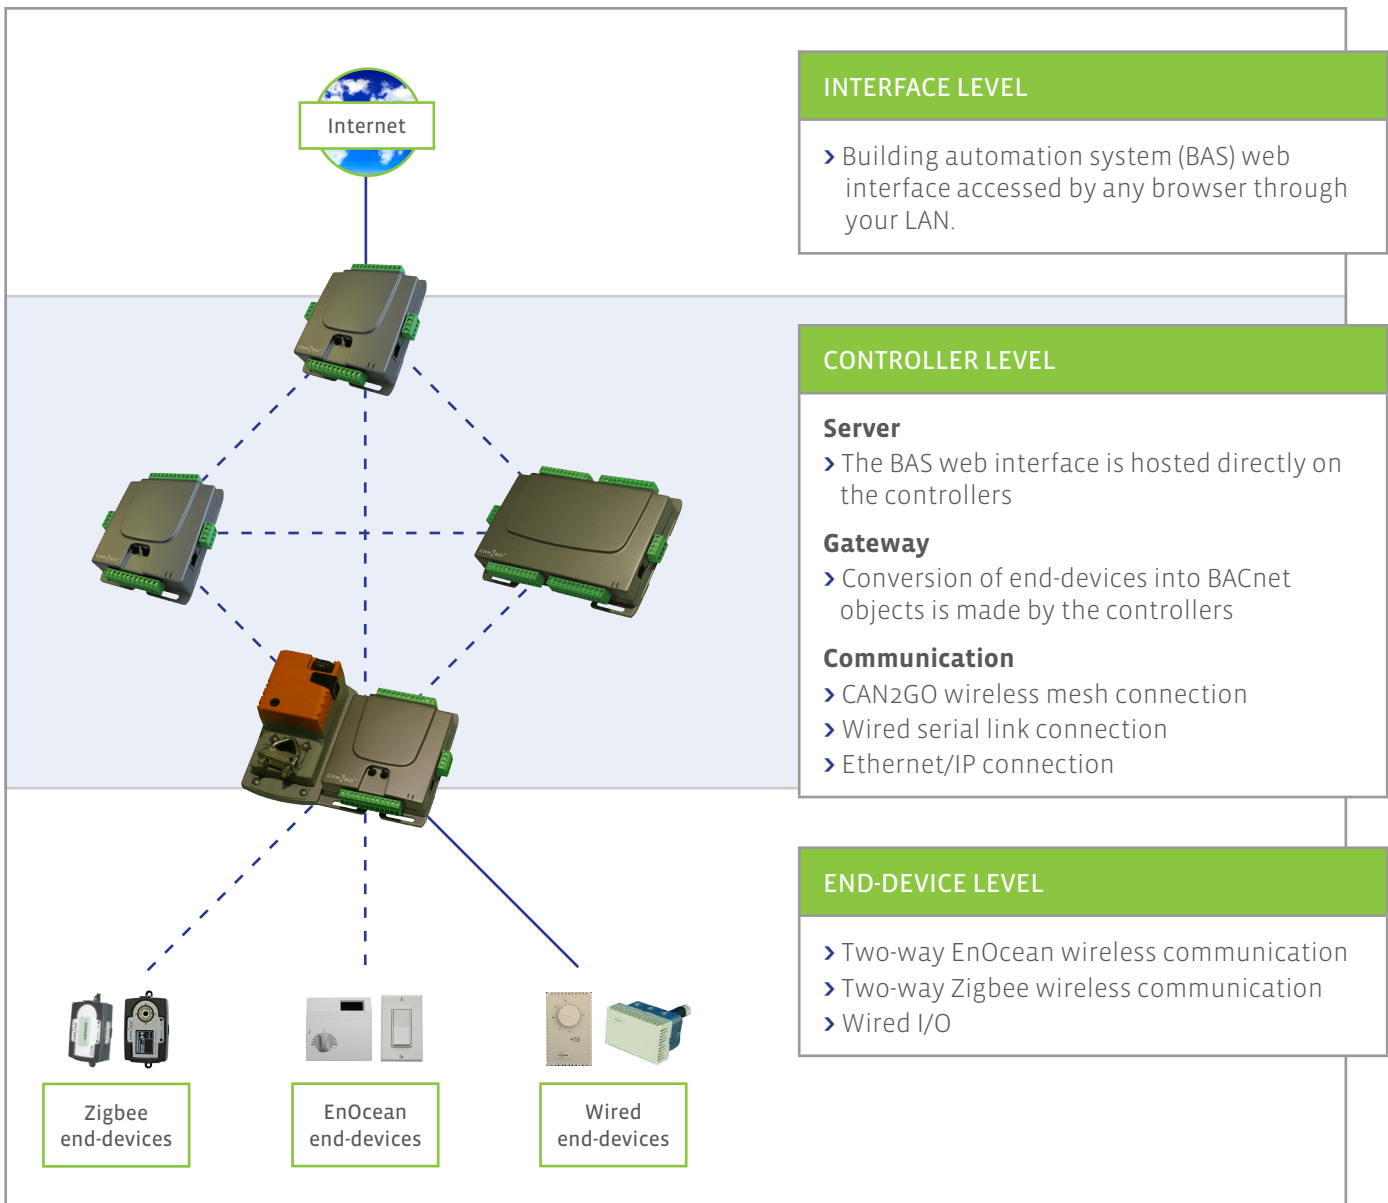 Internet
INTERFACE LEVEL
› Building automation system (BAS) web
interface accessed by any browser through
your LAN.
CONTROLLER LEVEL
Server
› The BAS web interface is hosted directly on
the controllers
Gateway
› Conversion of end-devices into BACnet
objects is made by the controllers
Communication
› CAN2GO wireless mesh connection
› Wired serial link connection
› Ethernet/IP connection
CAN2GO™
CAN2GO™
CAN2GO™
CAN2GO™
END-DEVICE LEVEL
› Two-way EnOcean wireless communication
› Two-way Zigbee wireless communication
› Wired I/O
Zigbee
end-devices
EnOcean
end-devices
Wired
end-devices